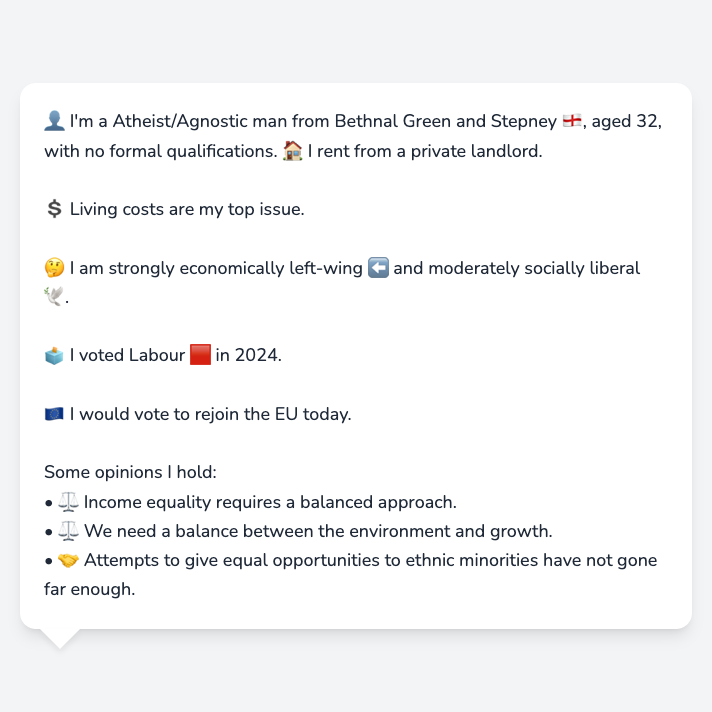 👤 I'm a Atheist/Agnostic man from Bethnal Green and Stepney 🏴󠁧󠁢󠁥󠁮󠁧󠁿, aged 32,
with no formal qualifications. 🏠 I rent from a private landlord.
💲 Living costs are my top issue.
🤔 I am strongly economically left-wing ⬅️ and moderately socially liberal
🕊️.
🗳️ I voted Labour 🟥 in 2024.
🇪🇺 I would vote to rejoin the EU today.
Some opinions I hold:
• ⚖️ Income equality requires a balanced approach.
• ⚖️ We need a balance between the environment and growth.
• 🤝 Attempts to give equal opportunities to ethnic minorities have not gone
far enough.